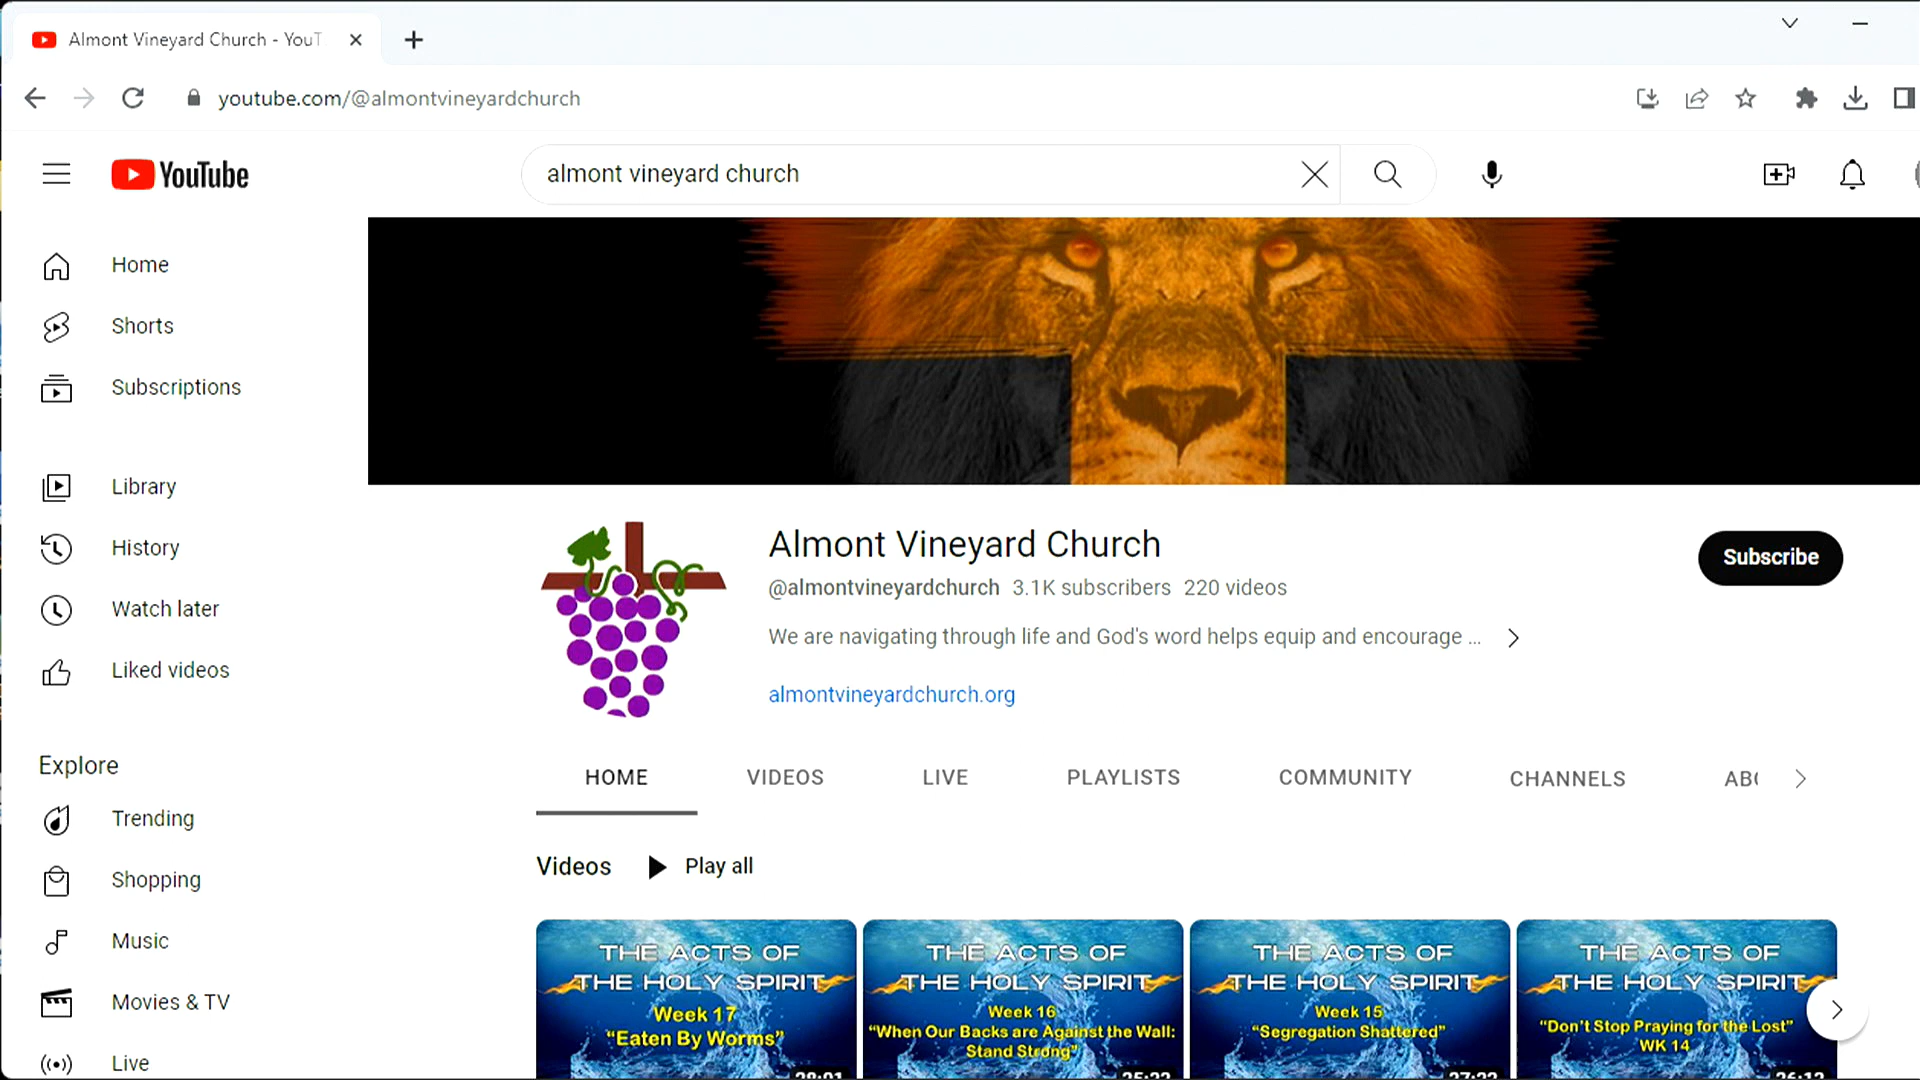 Almont Vineyard Church - YouT
youtube.com/@almontvineyardchurch
YouTube
almont vineyard church
Home
Shorts
Subscriptions
Library
History
Watch later
Liked videos
Explore
Trending
Shopping
Music
Movies & TV
Live
Almont Vineyard Church
@almontvineyardchurch 3.1K subscribers 220 videos
Subscribe
We are navigating through life and God's word helps equip and encourage ...
almontvineyardchurch.org
HOME VIDEOS LIVE PLAYLISTS COMMUNITY CHANNELS
Videos Play all
THE ACTS OF
THE HOLY SPIRIT
Week 17
“Eaten By Worms”
28:01
THE ACTS OF
THE HOLY SPIRIT
Week 16
“When Our Backs are Against the Wall:
Stand Strong”
25:22
THE ACTS OF
THE HOLY SPIRIT
Week 15
“Segregation Shattered”
THE ACTS OF
THE HOLY SPIRIT
“Don’t Stop Praying for the Lost”
WK 14